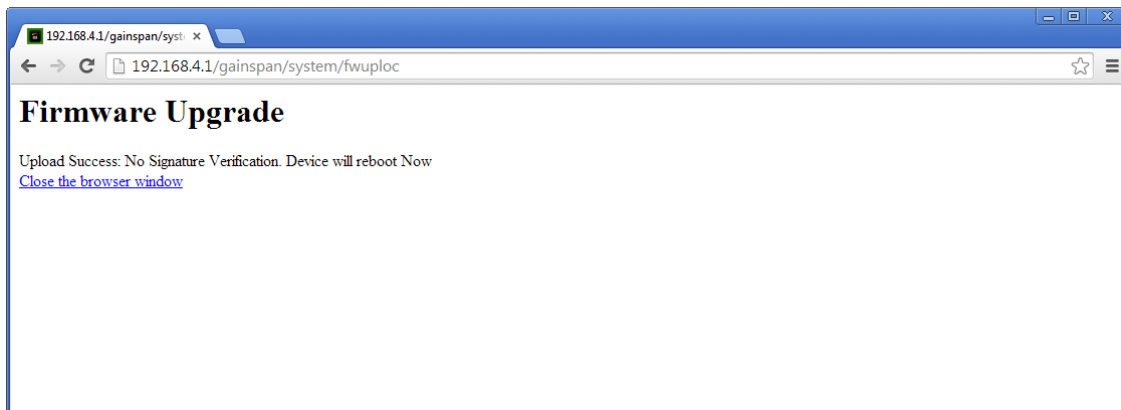 192.168.4.1/gainspan/syst
192.168.4.1/gainspan/system/fwuploc
Firmware Upgrade
Upload Success: No Signature Verification. Device will reboot Now
Close the browser window